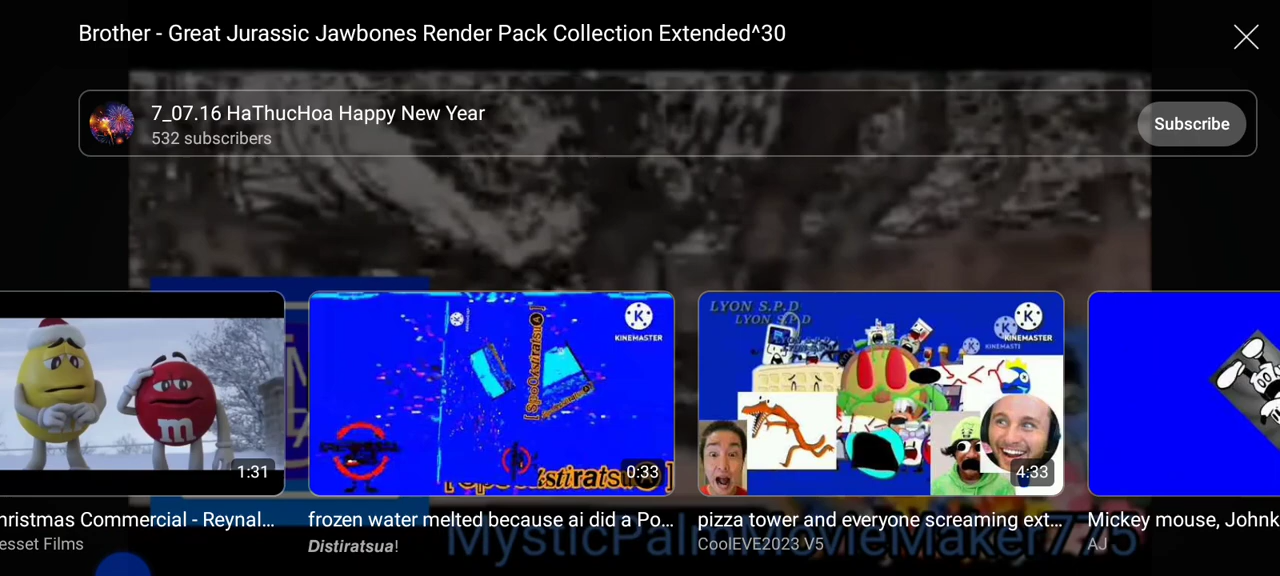 Brother - Great Jurassic Jawbones Render Pack Collection Extended^30
7_07.16 HaThucHoa Happy New Year
532 subscribers
Subscribe
LYON S.P.D
LYON S.P.D
KINEMASTER
KINEMASTI
KINEMASTER
m
1:31
0:33
4:33
hristmas Commercial - Reynal…
esset Films
frozen water melted because ai did a Po…
Distiratsua!
pizza tower and everyone screaming ext…
CoolEVE2023 V5
Mickey mouse, Johnk
AJ